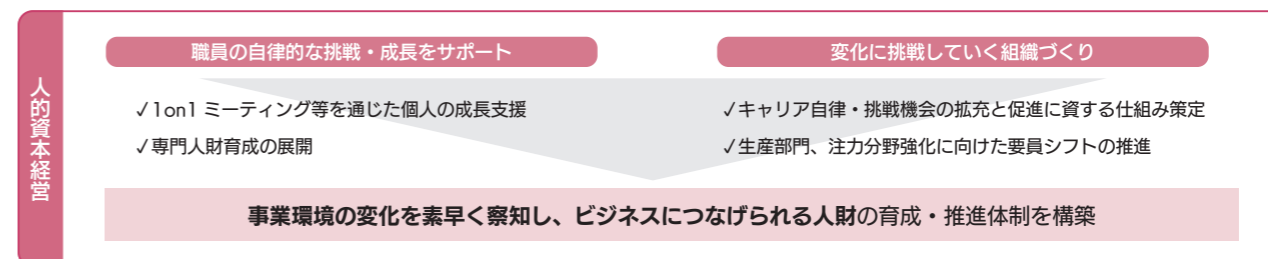 人的資本経営
職員の自律的な挑戦・成長をサポート
✓1on1 ミーティング等を通じた個人の成長支援
✓専門人財育成の展開
変化に挑戦していく組織づくり
✓キャリア自律・挑戦機会の拡充と促進に資する仕組み策定
✓生産部門、注力分野強化に向けた要員シフトの推進
事業環境の変化を素早く察知し、ビジネスにつなげられる人財の育成・推進体制を構築